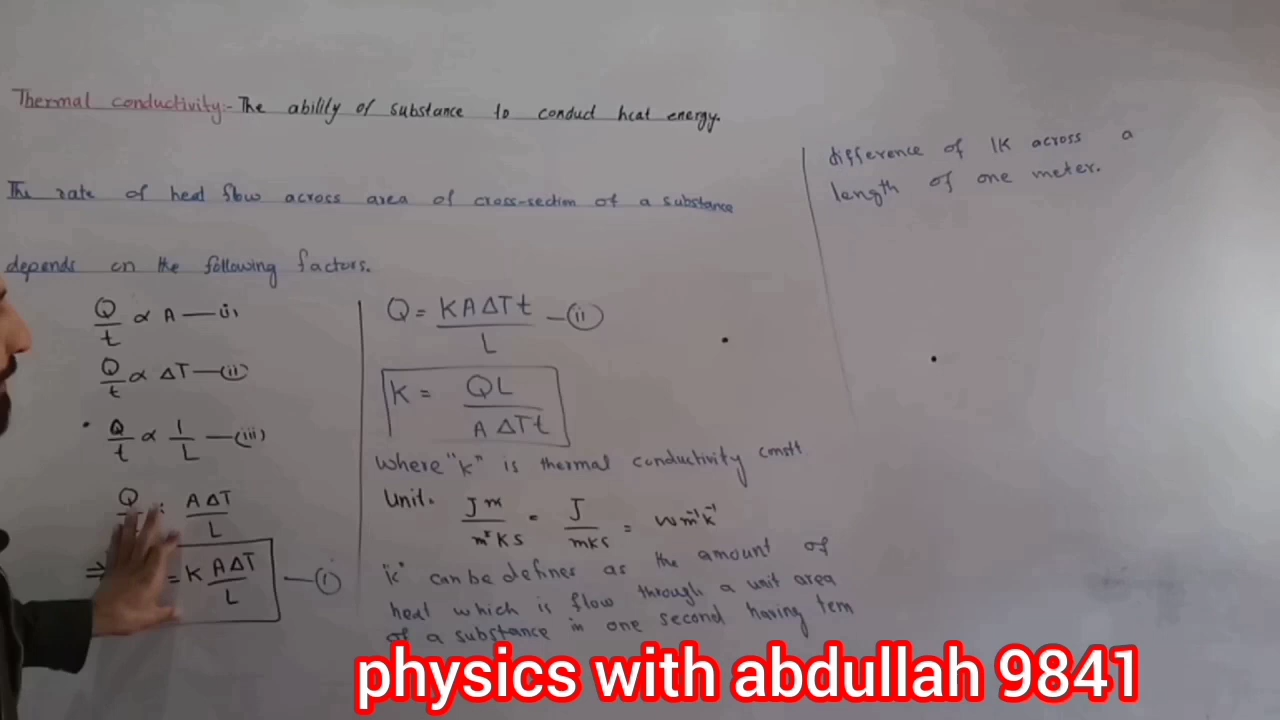 Thermal conductivity:- The ability of substance to conduct heat energy.
The rate of heat flow across area of cross-section of a substance
depends on the following factors.
Q/t ∝ A — (i)
Q/t ∝ ΔT — (ii)
Q/t ∝ 1/L — (iii)
Q AΔT/L
⇒ = K AΔT/L — (i)
Q = KAΔTt/L — (ii)
K = QL/AΔTt
where "K" is thermal conductivity constt
Unit. Jm/m²KS = J/mKS = Wm⁻¹K⁻¹
"K" can be defines as the amount of
heat which is flow through a unit area
of a substance in one second having tem
difference of 1K across a
length of one meter.
physics with abdullah 9841